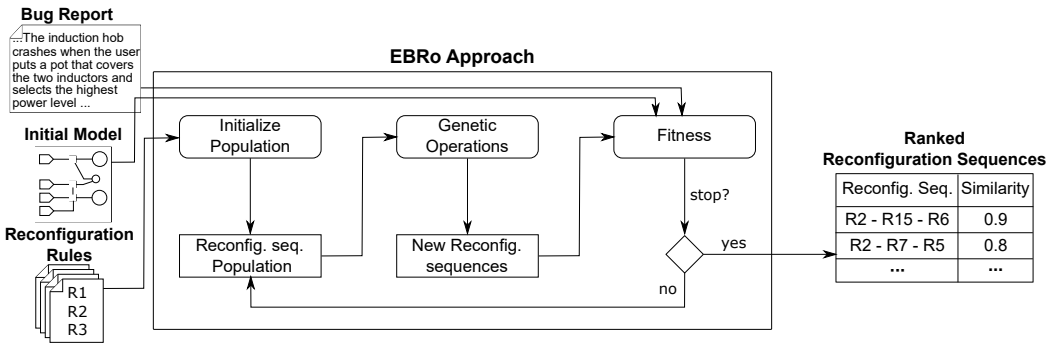 Bug Report
...The induction hob
crashes when the user
puts a pot that covers
the two inductors and
selects the highest
power level ...
Initial Model
Reconfiguration
Rules
R1
R2
R3
EBRo Approach
Initialize
Population
Genetic
Operations
Fitness
Reconfig. seq.
Population
New Reconfig.
sequences
stop?
yes
no
Ranked
Reconfiguration Sequences
Reconfig. Seq. Similarity
R2 - R15 - R6 0.9
R2 - R7 - R5 0.8
... ...